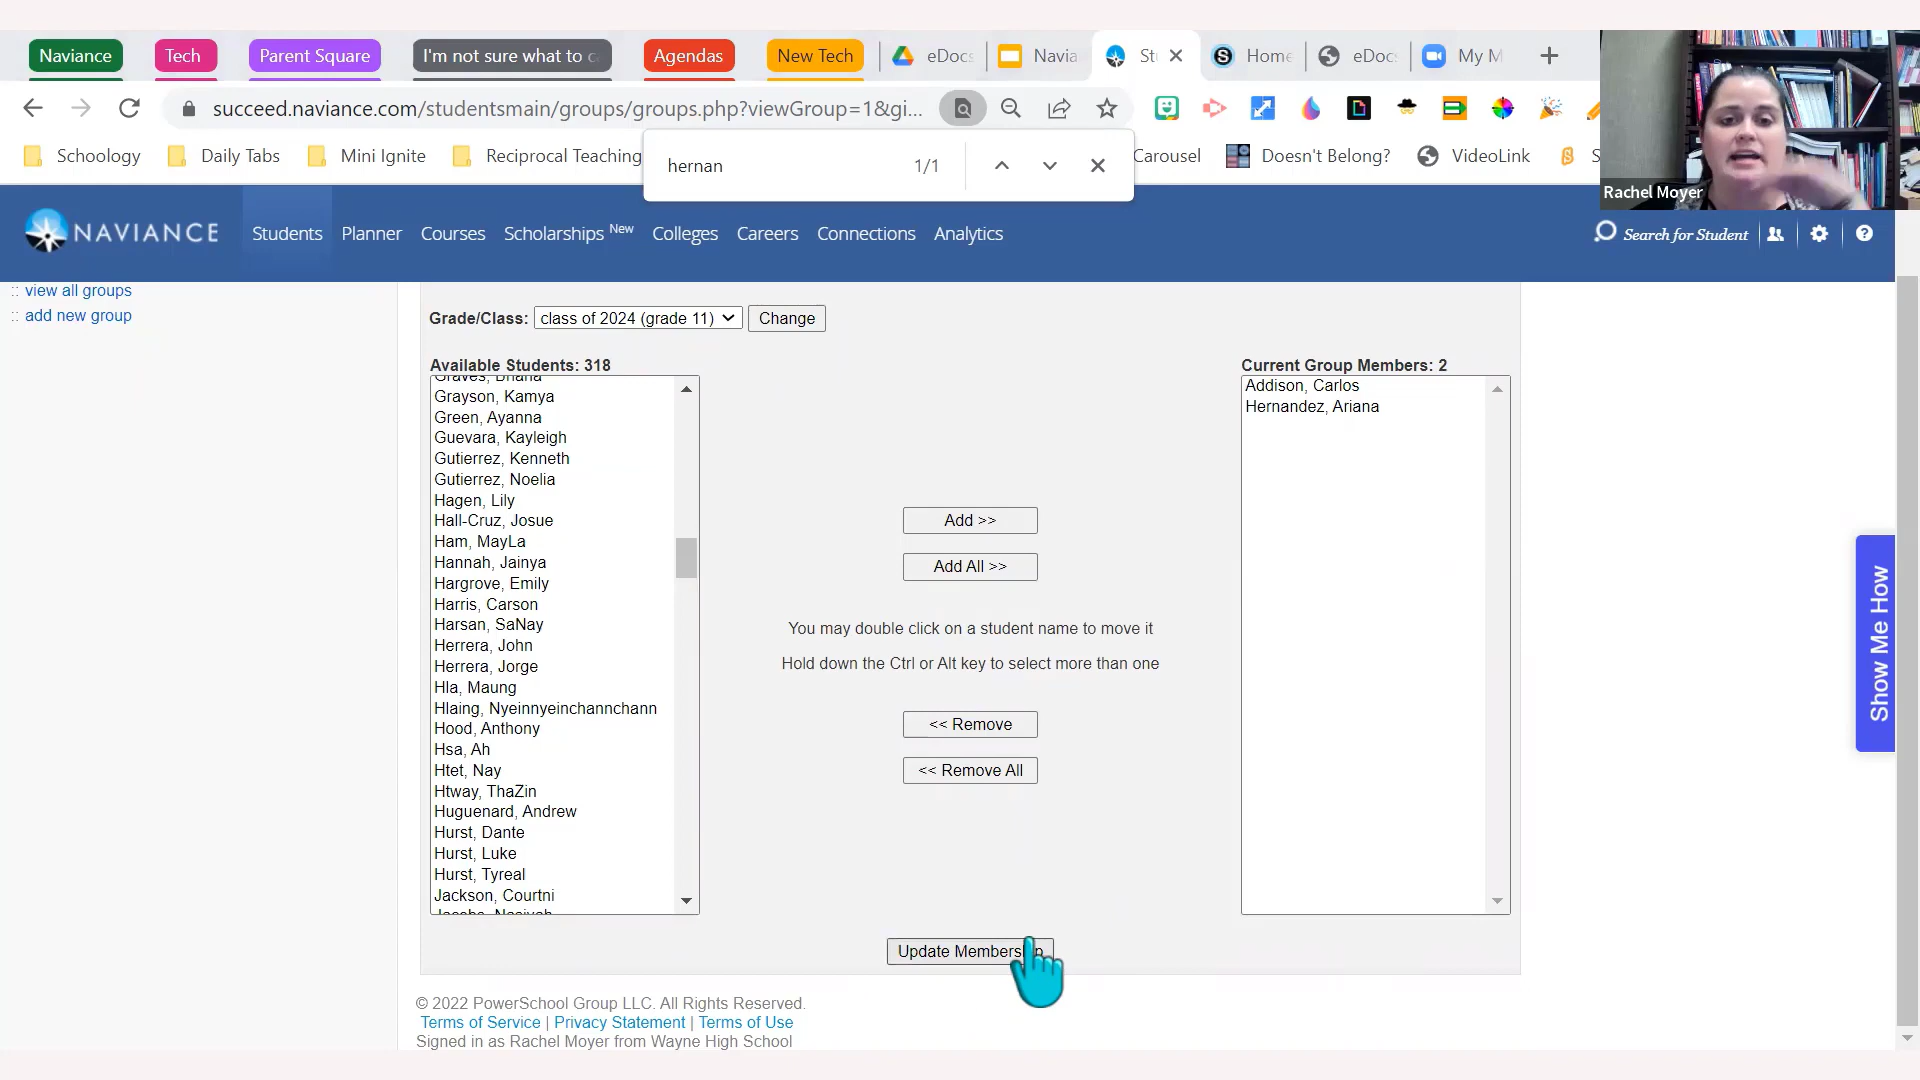 Naviance
Tech
Parent Square
I'm not sure what to c
Agendas
New Tech
eDocs
Navia
Stu
Home
eDoc
My M
succeed.naviance.com/studentsmain/groups/groups.php?viewGroup=1&gi...
Schoology
Daily Tabs
Mini Ignite
Reciprocal Teaching
hernan
1/1
Carousel
Doesn't Belong?
VideoLink
S
Rachel Moyer
NAVIANCE
Students
Planner
Courses
Scholarships New
Colleges
Careers
Connections
Analytics
Search for Student
:: view all groups
:: add new group
Grade/Class: class of 2024 (grade 11) Change
Available Students: 318
Graves, Briana
Grayson, Kamya
Green, Ayanna
Guevara, Kayleigh
Gutierrez, Kenneth
Gutierrez, Noelia
Hagen, Lily
Hall-Cruz, Josue
Ham, MayLa
Hannah, Jainya
Hargrove, Emily
Harris, Carson
Harsan, SaNay
Herrera, John
Herrera, Jorge
Hla, Maung
Hlaing, Nyeinnyeinchannchann
Hood, Anthony
Hsa, Ah
Htet, Nay
Htway, ThaZin
Huguenard, Andrew
Hurst, Dante
Hurst, Luke
Hurst, Tyreal
Jackson, Courtni
Add >>
Add All >>
You may double click on a student name to move it
Hold down the Ctrl or Alt key to select more than one
<< Remove
<< Remove All
Current Group Members: 2
Addison, Carlos
Hernandez, Ariana
Update Membership
Show Me How
© 2022 PowerSchool Group LLC. All Rights Reserved.
Terms of Service | Privacy Statement | Terms of Use
Signed in as Rachel Moyer from Wayne High School